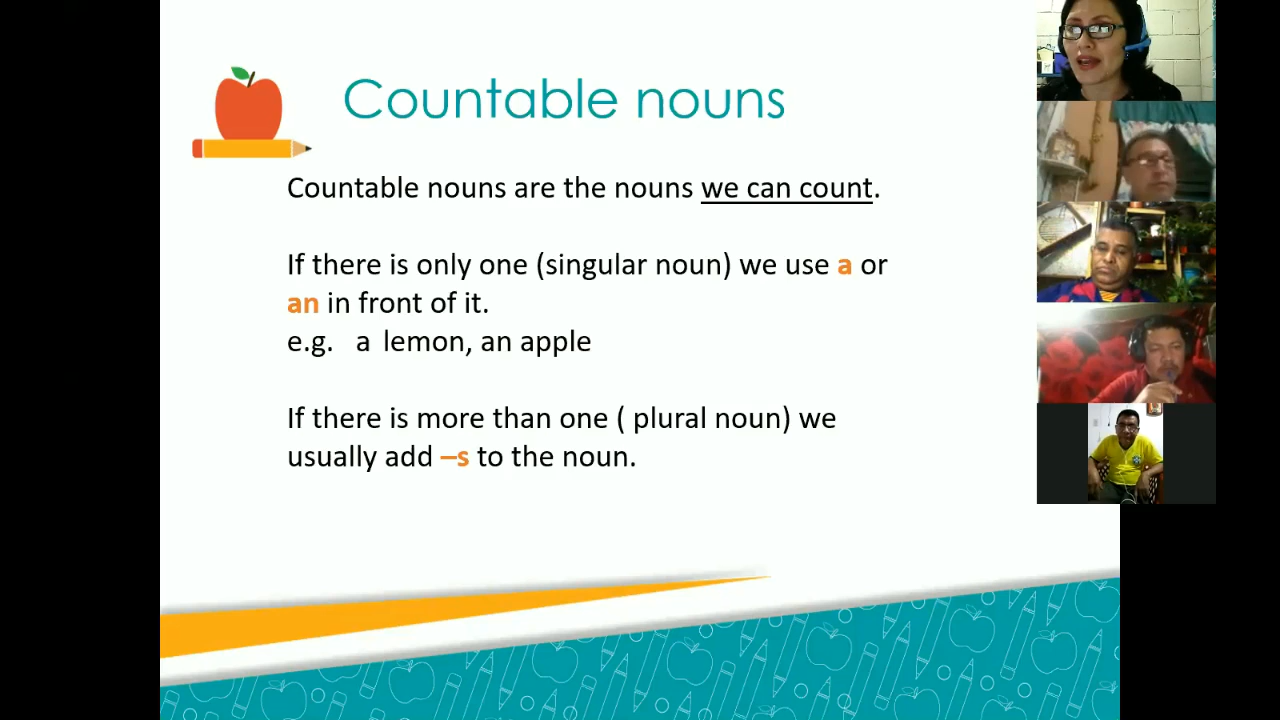 Countable nouns
Countable nouns are the nouns we can count.
If there is only one (singular noun) we use a or
an in front of it.
e.g. a lemon, an apple
If there is more than one ( plural noun) we
usually add –s to the noun.